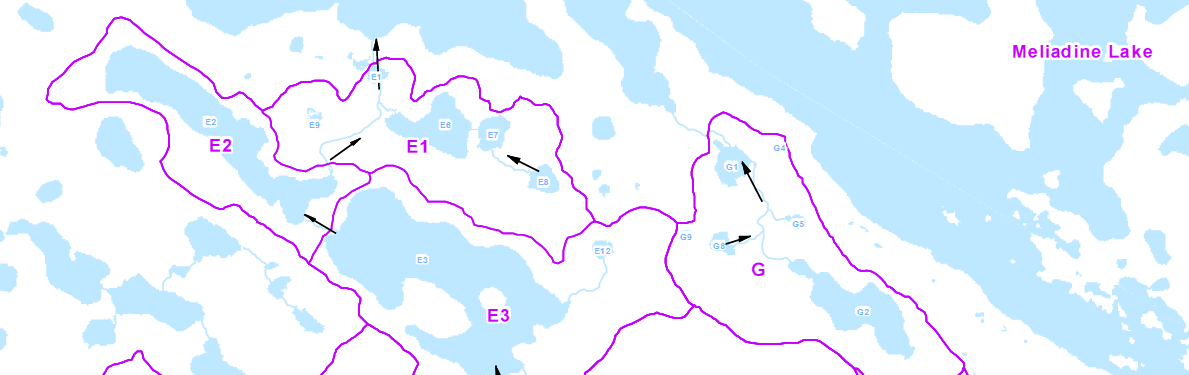 Meliadine Lake
E1
E2
E9
E6
E7
E2
E1
G4
G1
E8
G5
G9
G8
E12
E3
G
E3
G2